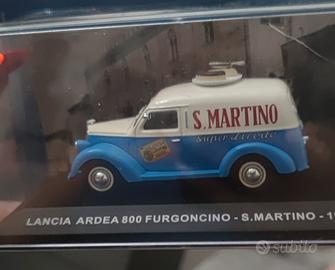 S.MARTINO
LANCIA ARDEA 800 FURGONCINO - S.MARTINO - 1
subito